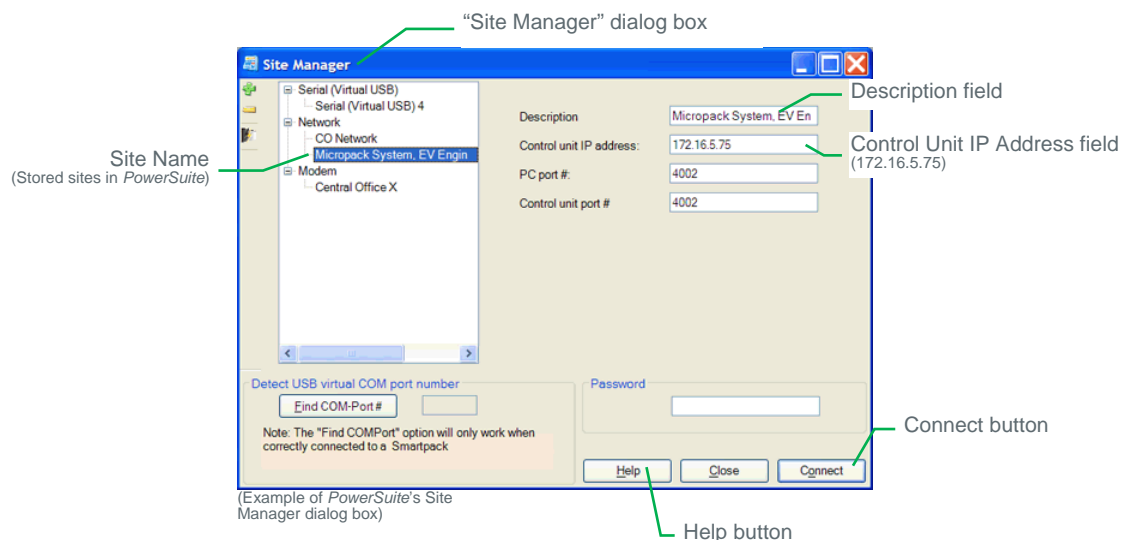 “Site Manager” dialog box
Site Manager
Serial (Virtual USB)
Serial (Virtual USB) 4
Network
CO Network
Micropack System, EV Engin
Modem
Central Office X
Description
Micropack System, EV En
Control unit IP address:
172.16.5.75
PC port #:
4002
Control unit port #
4002
Description field
Control Unit IP Address field
(172.16.5.75)
Site Name
(Stored sites in PowerSuite)
Detect USB virtual COM port number
Find COM-Port #
Note: The "Find COMPort" option will only work when
correctly connected to a Smartpack
Password
Help
Close
Connect
Connect button
(Example of PowerSuite’s Site
Manager dialog box)
Help button